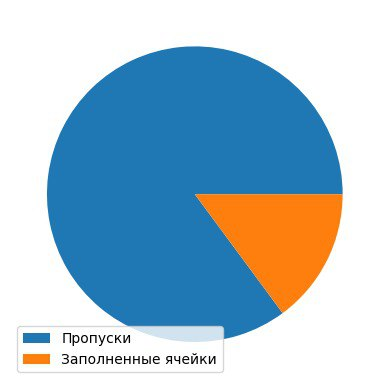 Пропуски
Заполненные ячейки